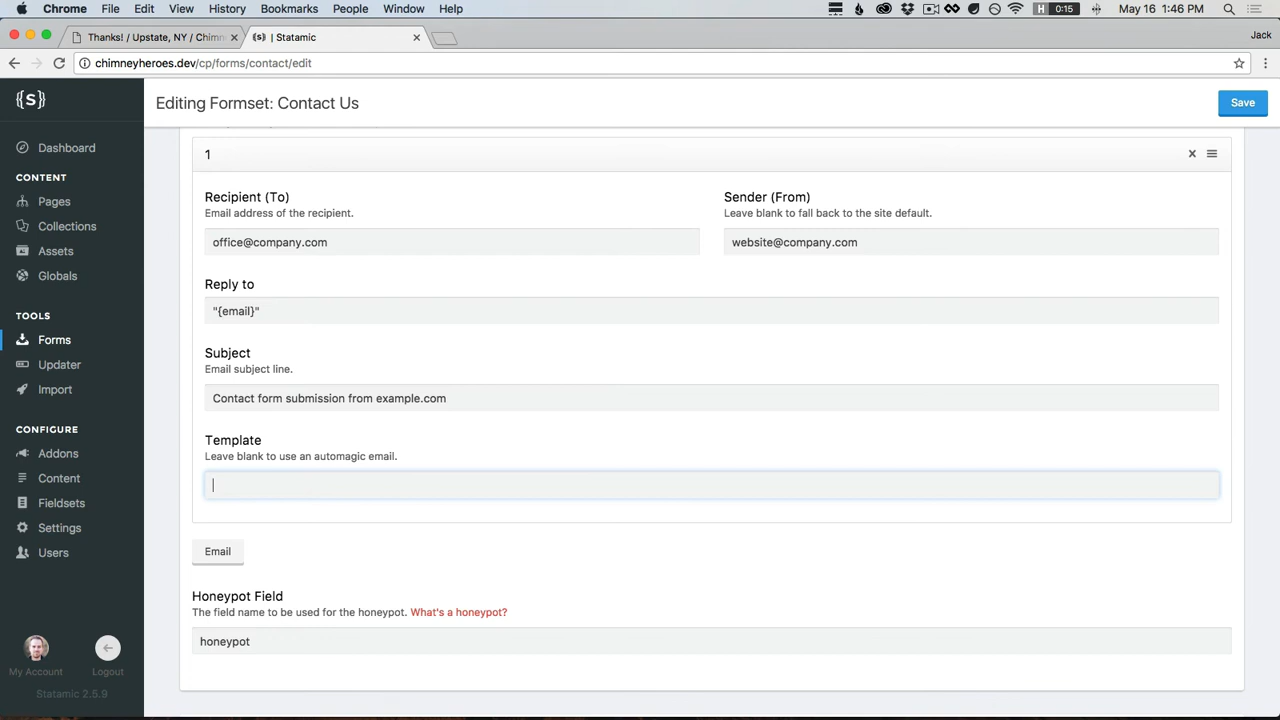 Chrome File Edit View History Bookmarks People Window Help H 0:15 May 16 1:46 PM
Thanks! / Upstate, NY / Chimn {s} | Statamic Jack
chimneyheroes.dev/cp/forms/contact/edit
{s} Editing Formset: Contact Us Save
Dashboard
CONTENT
Pages
Collections
Assets
Globals
TOOLS
Forms
Updater
Import
CONFIGURE
Addons
Content
Fieldsets
Settings
Users
My Account Logout
Statamic 2.5.9
1
Recipient (To)
Email address of the recipient.
office@company.com
Sender (From)
Leave blank to fall back to the site default.
website@company.com
Reply to
"{email}"
Subject
Email subject line.
Contact form submission from example.com
Template
Leave blank to use an automagic email.
Email
Honeypot Field
The field name to be used for the honeypot. What's a honeypot?
honeypot